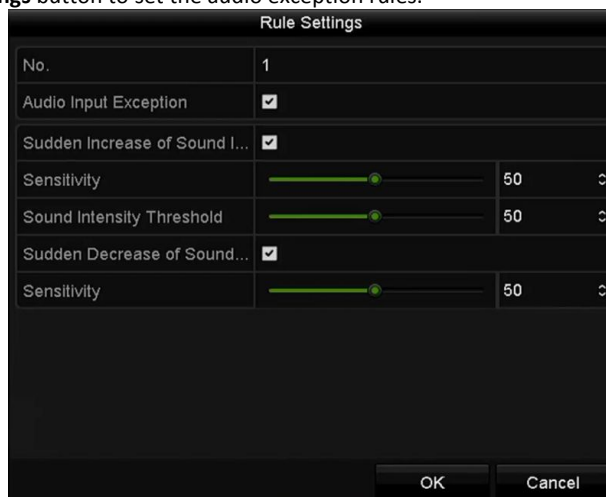 ngs button to set the audio exception rules.
Rule Settings
No. 1
Audio Input Exception
Sudden Increase of Sound I...
Sensitivity 50
Sound Intensity Threshold 50
Sudden Decrease of Sound...
Sensitivity 50
OK Cancel